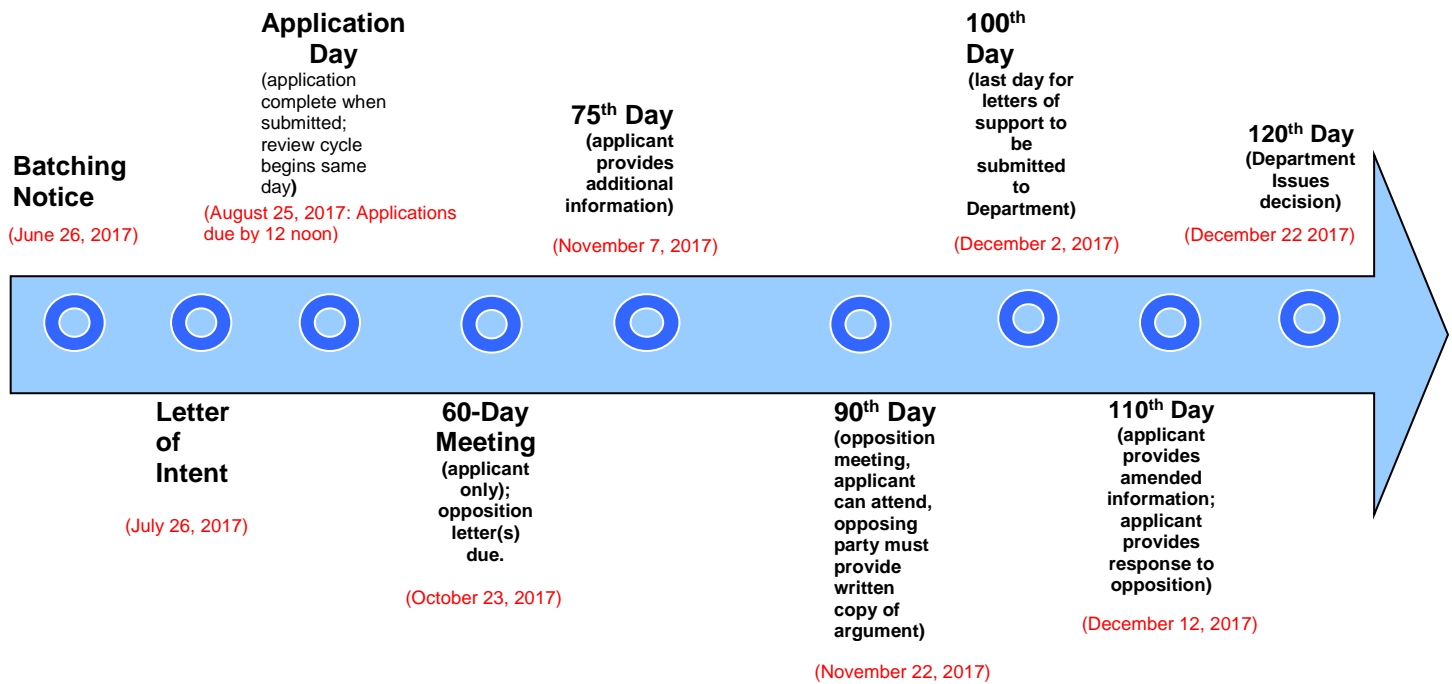 Batching
Notice
(June 26, 2017)
Letter
of
Intent
(July 26, 2017)
Application
Day
(application
complete when
submitted;
review cycle
begins same
day)
(August 25, 2017: Applications
due by 12 noon)
60-Day
Meeting
(applicant
only);
opposition
letter(s)
due.
(October 23, 2017)
75th Day
(applicant
provides
additional
information)
(November 7, 2017)
90th Day
(opposition
meeting,
applicant
can attend,
opposing
party must
provide
written
copy of
argument)
(November 22, 2017)
100th
Day
(last day for
letters of
support to
be
submitted
to
Department)
(December 2, 2017)
110th Day
(applicant
provides
amended
information;
applicant
provides
response to
opposition)
(December 12, 2017)
120th Day
(Department
Issues
decision)
(December 22 2017)